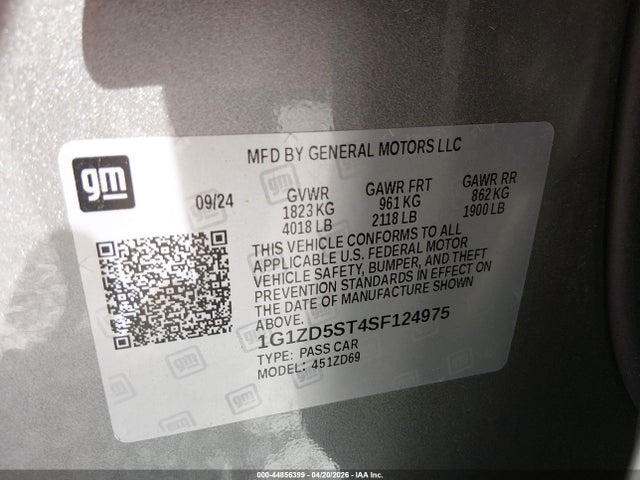 gm
MFD BY GENERAL MOTORS LLC
09/24
GVWR
1823 KG
4018 LB
GAWR FRT
961 KG
2118 LB
GAWR RR
862 KG
1900 LB
THIS VEHICLE CONFORMS TO ALL
APPLICABLE U.S. FEDERAL MOTOR
VEHICLE SAFETY, BUMPER, AND THEFT
PREVENTION STANDARDS IN EFFECT ON
THE DATE OF MANUFACTURE SHOWN
ABOVE.
1G1ZD5ST4SF124975
TYPE: PASS CAR
MODEL: 451ZD69
000-44856399 - 04/20/2026 - IAA Inc.